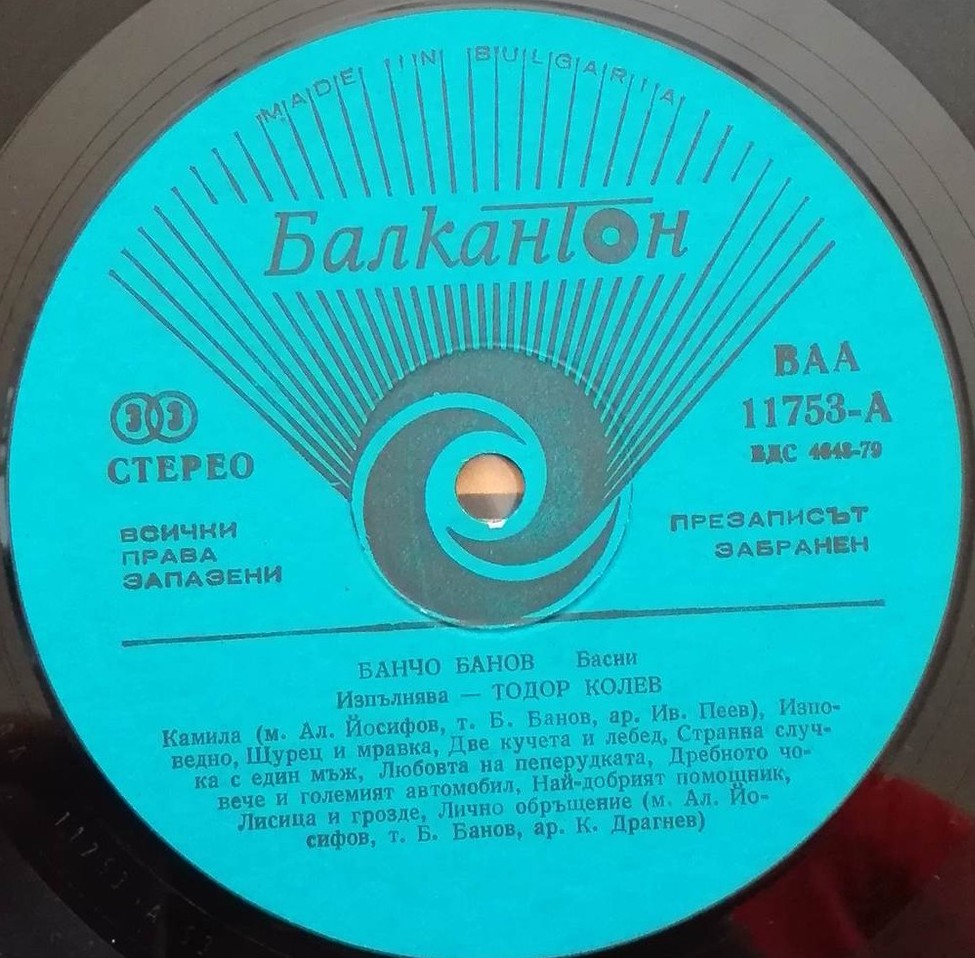 MADE IN BULGARIA
Балкантон
ВАА
11753-А
ВДС 4648-79
33
СТЕРЕО
ВСИЧКИ
ПРАВА
ЗАПАЗЕНИ
ПРЕЗАПИСЪТ
ЗАБРАНЕН
БАНЧО БАНОВ Басни
Изпълнява — ТОДОР КОЛЕВ
Камила (м. Ал. Йосифов, т. Б. Банов, ар. Ив. Пеев), Изпо-
ведно, Щурец и мравка, Две кучета и лебед, Странна случ-
ка с един мъж, Любовта на пеперудката, Дребното чо-
вече и големият автомобил, Най-добрият помощник,
Лисица и грозде, Лично обръщение (м. Ал. Йо-
сифов, т. Б. Банов, ар. К. Драгнев)